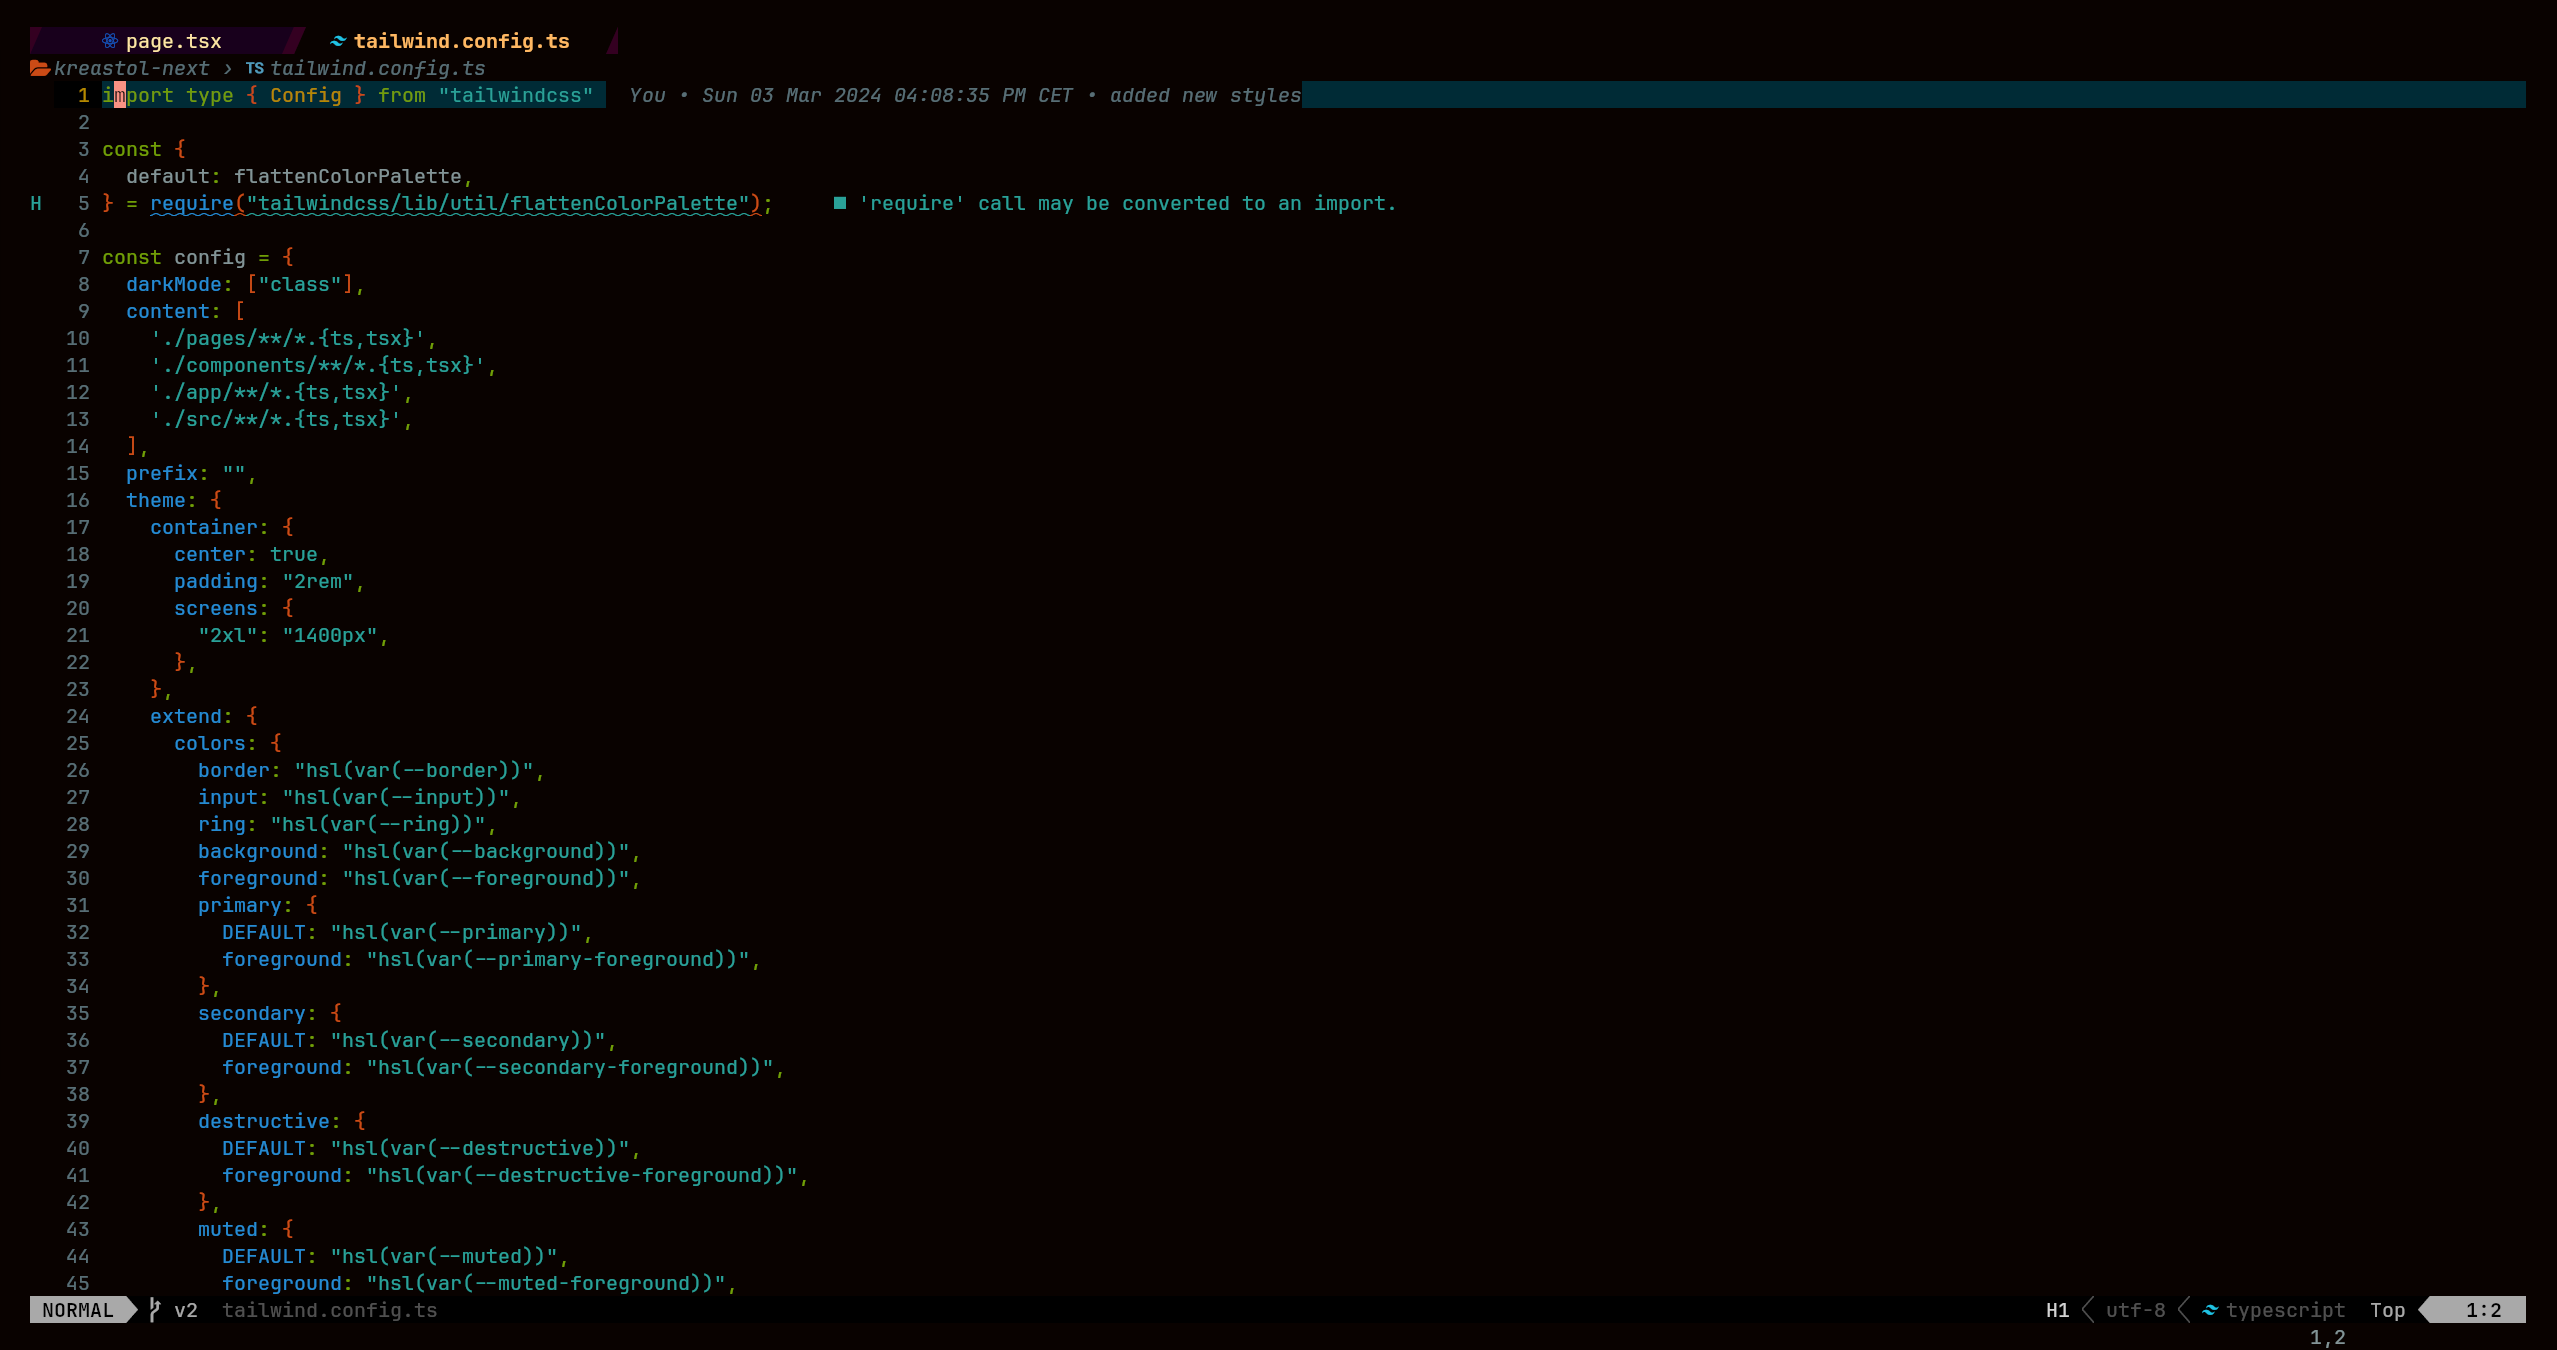 page.tsx tailwind.config.ts
kreastol-next › TS tailwind.config.ts
1 import type { Config } from "tailwindcss" You • Sun 03 Mar 2024 04:08:35 PM CET • added new styles
2
3 const {
4   default: flattenColorPalette,
H 5 } = require("tailwindcss/lib/util/flattenColorPalette"); ■ 'require' call may be converted to an import.
6
7 const config = {
8   darkMode: ["class"],
9   content: [
10     './pages/**/*.{ts,tsx}',
11     './components/**/*.{ts,tsx}',
12     './app/**/*.{ts,tsx}',
13     './src/**/*.{ts,tsx}',
14   ],
15   prefix: "",
16   theme: {
17     container: {
18       center: true,
19       padding: "2rem",
20       screens: {
21         "2xl": "1400px",
22       },
23     },
24     extend: {
25       colors: {
26         border: "hsl(var(--border))",
27         input: "hsl(var(--input))",
28         ring: "hsl(var(--ring))",
29         background: "hsl(var(--background))",
30         foreground: "hsl(var(--foreground))",
31         primary: {
32           DEFAULT: "hsl(var(--primary))",
33           foreground: "hsl(var(--primary-foreground))",
34         },
35         secondary: {
36           DEFAULT: "hsl(var(--secondary))",
37           foreground: "hsl(var(--secondary-foreground))",
38         },
39         destructive: {
40           DEFAULT: "hsl(var(--destructive))",
41           foreground: "hsl(var(--destructive-foreground))",
42         },
43         muted: {
44           DEFAULT: "hsl(var(--muted))",
45           foreground: "hsl(var(--muted-foreground))",
NORMAL v2 tailwind.config.ts H1 utf-8 typescript Top 1:2
1,2